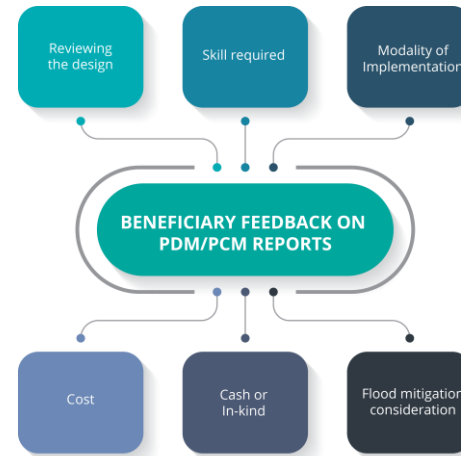 Reviewing
the design
Skill required
Modality of
Implementation
BENEFICIARY FEEDBACK ON
PDM/PCM REPORTS
Cost
Cash or
In-kind
Flood mitigation
consideration